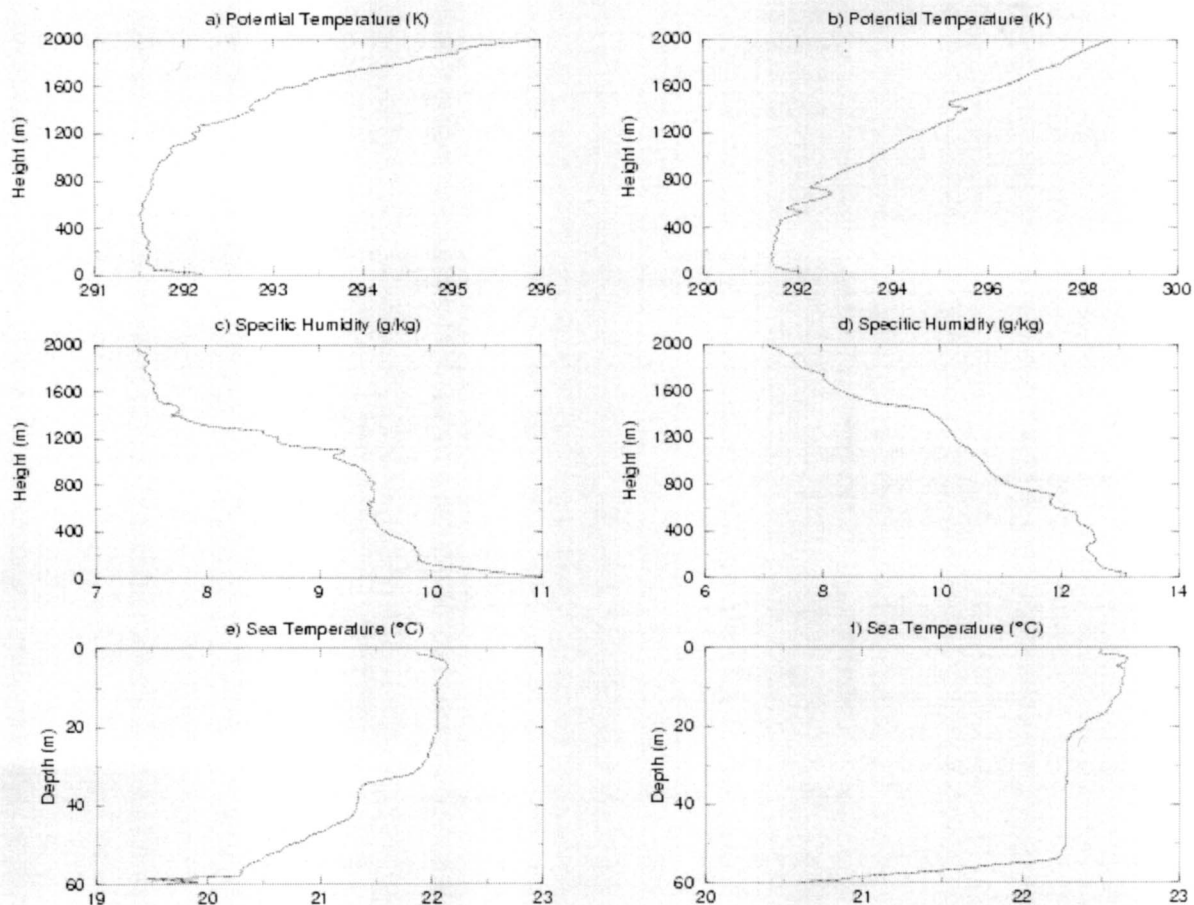 a) Potential Temperature (K)
2000
1600
1200
800
400
0
Height (m)
291 292 293 294 295 296
b) Potential Temperature (K)
2000
1600
1200
800
400
0
Height (m)
290 292 294 296 298 300
c) Specific Humidity (g/kg)
2000
1600
1200
800
400
0
Height (m)
7 8 9 10 11
d) Specific Humidity (g/kg)
2000
1600
1200
800
400
0
Height (m)
6 8 10 12 14
e) Sea Temperature (°C)
0
20
40
60
Depth (m)
19 20 21 22 23
f) Sea Temperature (°C)
0
20
40
60
Depth (m)
20 21 22 23